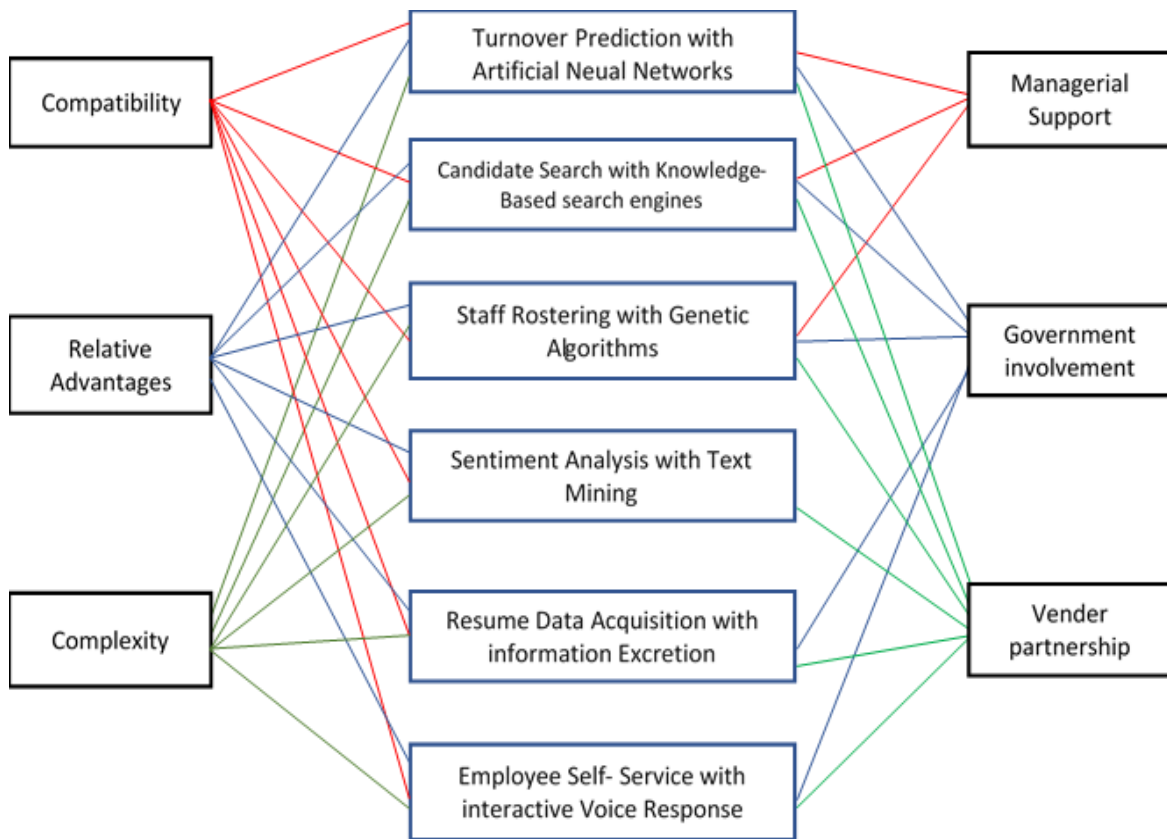 Compatibility
Relative
Advantages
Complexity
Turnover Prediction with
Artificial Neual Networks
Candidate Search with Knowledge-
Based search engines
Staff Rostering with Genetic
Algorithms
Sentiment Analysis with Text
Mining
Resume Data Acquisition with
information Excretion
Employee Self- Service with
interactive Voice Response
Managerial
Support
Government
involvement
Vender
partnership